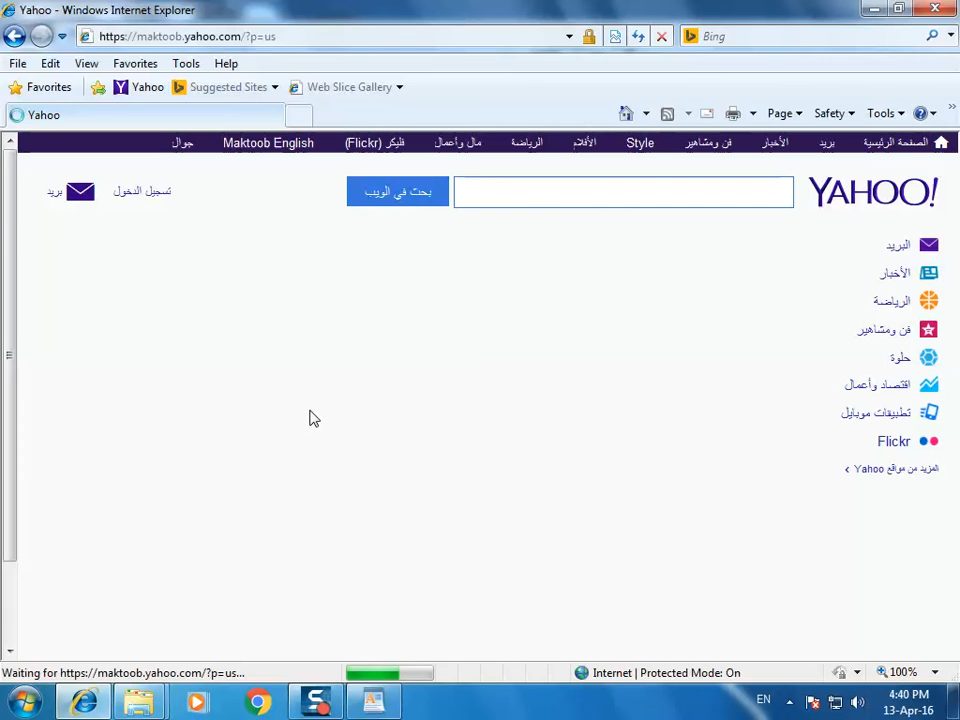 Yahoo - Windows Internet Explorer
https://maktoob.yahoo.com/?p=us
Bing
File Edit View Favorites Tools Help
Favorites Yahoo Suggested Sites Web Slice Gallery
Yahoo Page Safety Tools
الصفحة الرئيسية بريد الأخبار فن ومشاهير Style الأفلام الرياضة مال وأعمال فليكر (Flickr) Maktoob English جوال
YAHOO! بحث في الويب تسجيل الدخول بريد
البريد
الأخبار
الرياضة
فن ومشاهير
حلوة
اقتصاد وأعمال
تطبيقات موبايل
Flickr
المزيد من مواقع Yahoo ›
Waiting for https://maktoob.yahoo.com/?p=us... Internet | Protected Mode: On 100%
EN 4:40 PM
13-Apr-16